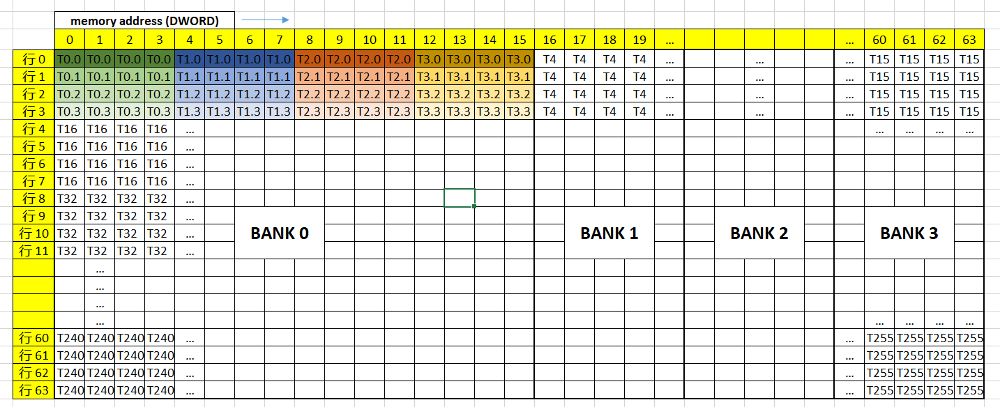 memory address (DWORD)
0 1 2 3 4 5 6 7 8 9 10 11 12 13 14 15 16 17 18 19 ... ... 60 61 62 63
行 0 T0.0 T0.0 T0.0 T0.0 T1.0 T1.0 T1.0 T1.0 T2.0 T2.0 T2.0 T2.0 T3.0 T3.0 T3.0 T3.0 T4 T4 T4 T4 ... ... ... T15 T15 T15 T15
行 1 T0.1 T0.1 T0.1 T0.1 T1.1 T1.1 T1.1 T1.1 T2.1 T2.1 T2.1 T2.1 T3.1 T3.1 T3.1 T3.1 T4 T4 T4 T4 ... ... ... T15 T15 T15 T15
行 2 T0.2 T0.2 T0.2 T0.2 T1.2 T1.2 T1.2 T1.2 T2.2 T2.2 T2.2 T2.2 T3.2 T3.2 T3.2 T3.2 T4 T4 T4 T4 ... ... ... T15 T15 T15 T15
行 3 T0.3 T0.3 T0.3 T0.3 T1.3 T1.3 T1.3 T1.3 T2.3 T2.3 T2.3 T2.3 T3.3 T3.3 T3.3 T3.3 T4 T4 T4 T4 ... ... ... T15 T15 T15 T15
行 4 T16 T16 T16 T16 ... ... ... ... ...
行 5 T16 T16 T16 T16 ...
行 6 T16 T16 T16 T16 ...
行 7 T16 T16 T16 T16 ...
行 8 T32 T32 T32 T32 ...
行 9 T32 T32 T32 T32 ...
行 10 T32 T32 T32 T32 ... BANK 0 BANK 1 BANK 2 BANK 3
行 11 T32 T32 T32 T32 ...
...
...
...
... ... ... ... ...
行 60 T240 T240 T240 T240 ... ... T255 T255 T255 T255
行 61 T240 T240 T240 T240 ... ... T255 T255 T255 T255
行 62 T240 T240 T240 T240 ... ... T255 T255 T255 T255
行 63 T240 T240 T240 T240 ... ... T255 T255 T255 T255